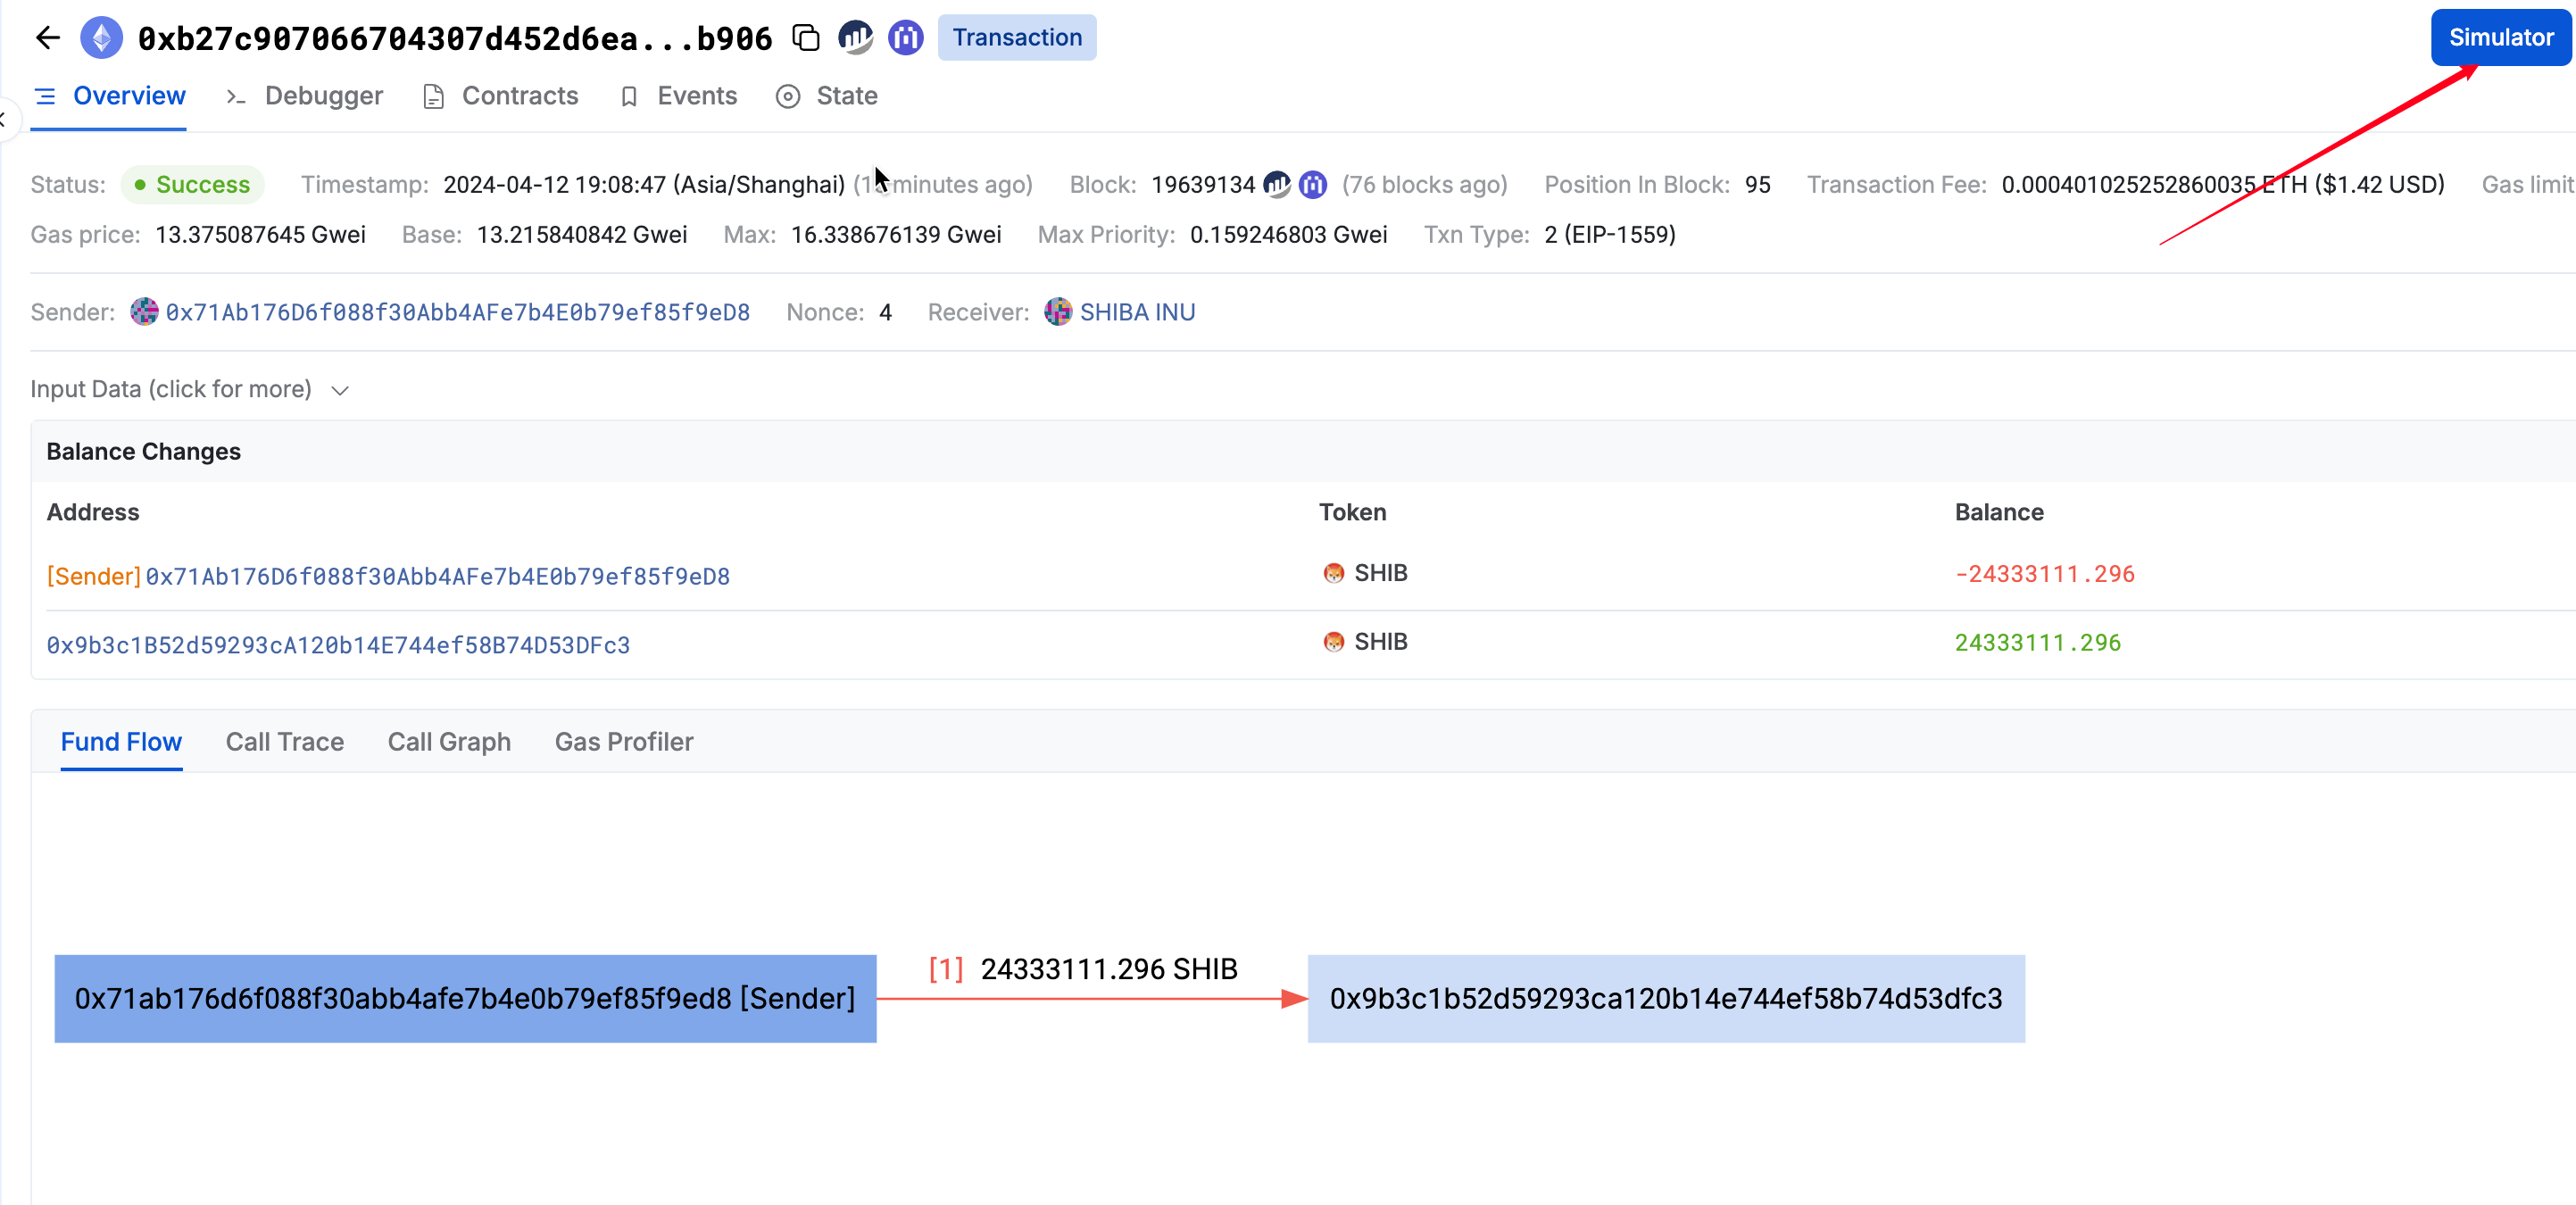 0xb27c907066704307d452d6ea...b906 Transaction Simulator
Overview Debugger Contracts Events State
Status: Success Timestamp: 2024-04-12 19:08:47 (Asia/Shanghai) minutes ago) Block: 19639134 (76 blocks ago) Position In Block: 95 Transaction Fee: 0.000401025252860035 ETH ($1.42 USD) Gas limit
Gas price: 13.375087645 Gwei Base: 13.215840842 Gwei Max: 16.338676139 Gwei Max Priority: 0.159246803 Gwei Txn Type: 2 (EIP-1559)
Sender: 0x71Ab176D6f088f30Abb4AFe7b4E0b79ef85f9eD8 Nonce: 4 Receiver: SHIBA INU
Input Data (click for more)
Balance Changes
Address Token Balance
[Sender] 0x71Ab176D6f088f30Abb4AFe7b4E0b79ef85f9eD8 SHIB -24333111.296
0x9b3c1B52d59293cA120b14E744ef58B74D53DFc3 SHIB 24333111.296
Fund Flow Call Trace Call Graph Gas Profiler
[1] 24333111.296 SHIB
0x71ab176d6f088f30abb4afe7b4e0b79ef85f9ed8 [Sender] 0x9b3c1b52d59293ca120b14e744ef58b74d53dfc3